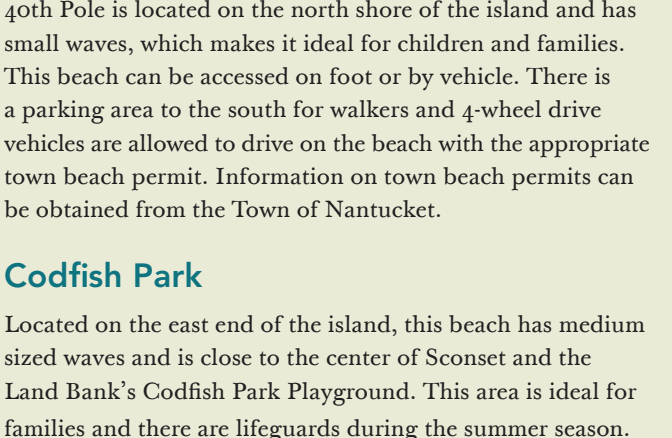 40th Pole is located on the north shore of the island and has
small waves, which makes it ideal for children and families.
This beach can be accessed on foot or by vehicle. There is
a parking area to the south for walkers and 4-wheel drive
vehicles are allowed to drive on the beach with the appropriate
town beach permit. Information on town beach permits can
be obtained from the Town of Nantucket.
Codfish Park
Located on the east end of the island, this beach has medium
sized waves and is close to the center of Sconset and the
Land Bank’s Codfish Park Playground. This area is ideal for
families and there are lifeguards during the summer season.